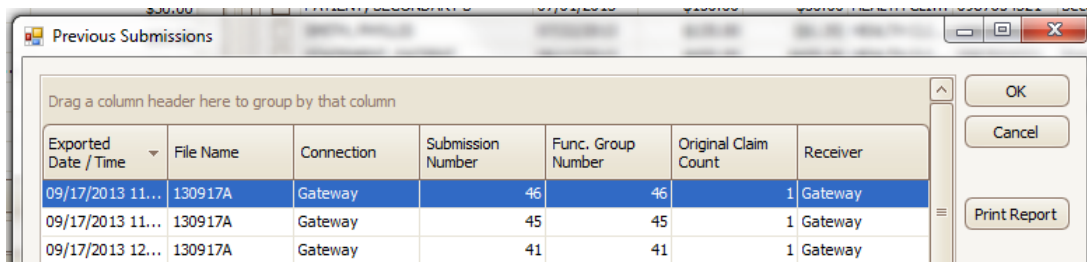 $50.00
Previous Submissions
Drag a column header here to group by that column
Exported Date / Time File Name Connection Submission Number Func. Group Number Original Claim Count Receiver
09/17/2013 11... 130917A Gateway 46 46 1 Gateway
09/17/2013 11... 130917A Gateway 45 45 1 Gateway
09/17/2013 12... 130917A Gateway 41 41 1 Gateway
OK
Cancel
Print Report